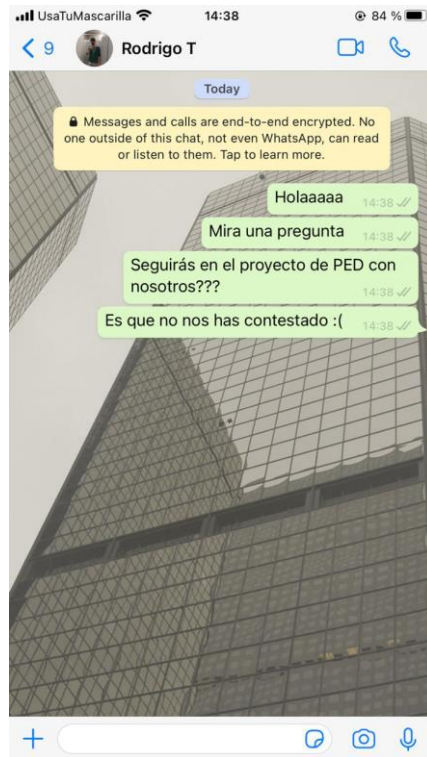 UsaTuMascarilla 14:38 84 %
9 Rodrigo T
Today
Messages and calls are end-to-end encrypted. No
one outside of this chat, not even WhatsApp, can read
or listen to them. Tap to learn more.
Holaaaaa 14:38
Mira una pregunta 14:38
Seguirás en el proyecto de PED con
nosotros???
14:38
Es que no nos has contestado :( 14:38